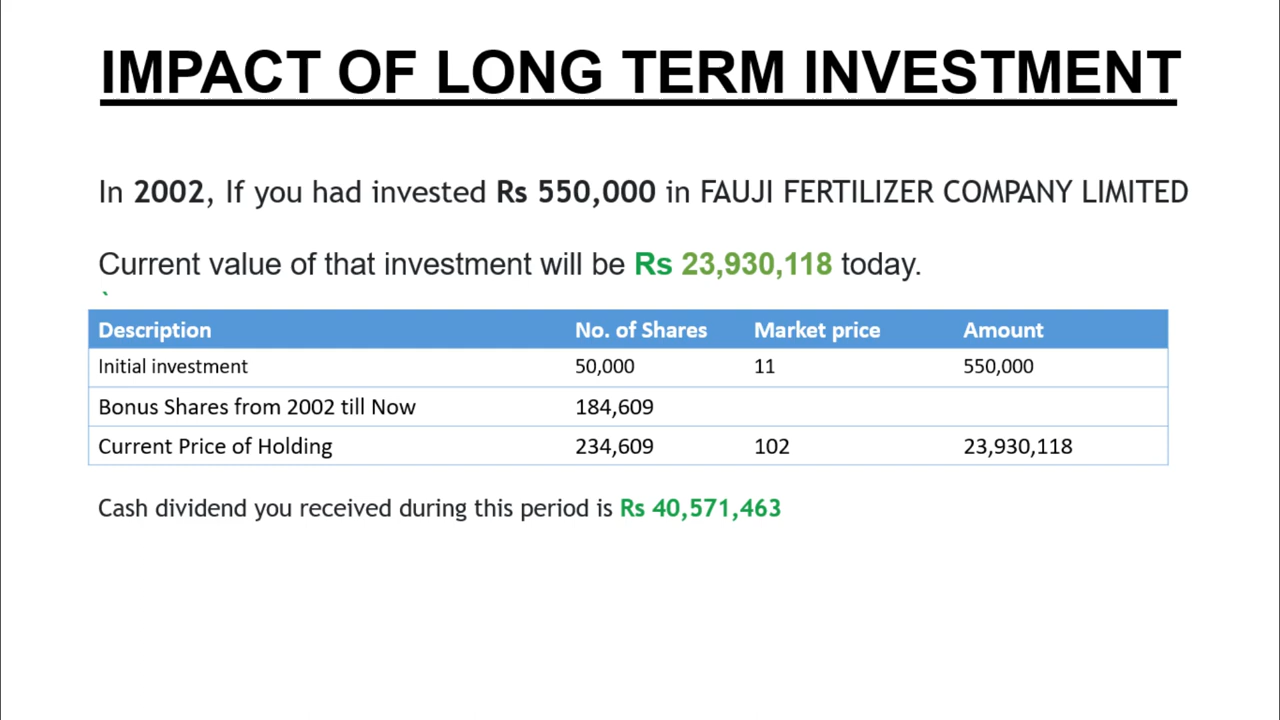 IMPACT OF LONG TERM INVESTMENT
In 2002, If you had invested Rs 550,000 in FAUJI FERTILIZER COMPANY LIMITED
Current value of that investment will be Rs 23,930,118 today.
`
Description No. of Shares Market price Amount
Initial investment 50,000 11 550,000
Bonus Shares from 2002 till Now 184,609
Current Price of Holding 234,609 102 23,930,118
Cash dividend you received during this period is Rs 40,571,463